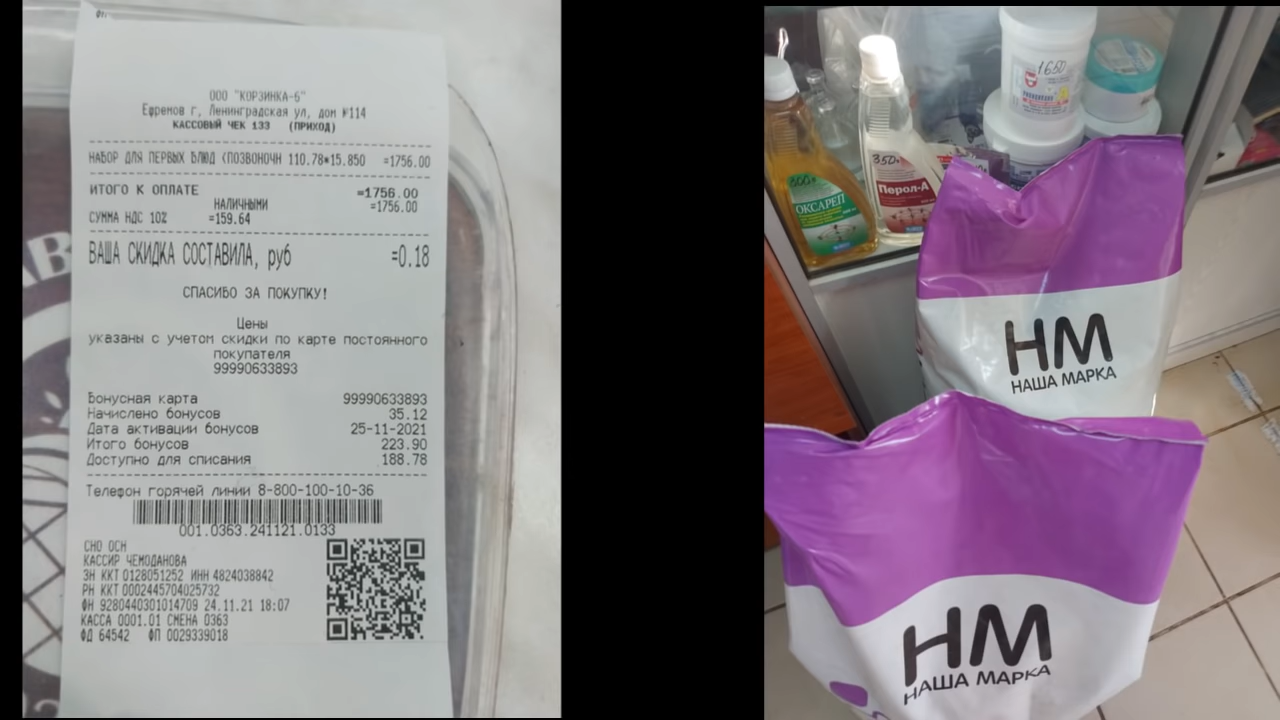 ООО "КОРЗИНКА-6"
Ефремов г, Ленинградская ул, дом №114
КАССОВЫЙ ЧЕК 133 (ПРИХОД)
НАБОР ДЛЯ ПЕРВЫХ БЛЮД (ПОЗВОНОЧН 110.78*15.850 =1756.00
ИТОГО К ОПЛАТЕ =1756.00
НАЛИЧНЫМИ =1756.00
СУММА НДС 10% =159.64
ВАША СКИДКА СОСТАВИЛА, руб =0.18
СПАСИБО ЗА ПОКУПКУ!
Цены
указаны с учетом скидки по карте постоянного
покупателя
99990633893
Бонусная карта 99990633893
Начислено бонусов 35.12
Дата активации бонусов 25-11-2021
Итого бонусов 223.90
Доступно для списания 188.78
Телефон горячей линии 8-800-100-10-36
001.0363.241121.0133
СНО ОСН
КАССИР ЧЕМОДАНОВА
ЗН ККТ 0128051252 ИНН 4824038842
РН ККТ 0002445704025732
ФН 9280440301014709 24.11.21 18:07
КАССА 0001.01 СМЕНА 0363
ФД 64542 ФП 0029339018
1650
350
Перол-А
300
ОКСАРЕП
НМ
НАША МАРКА
НМ
НАША МАРКА